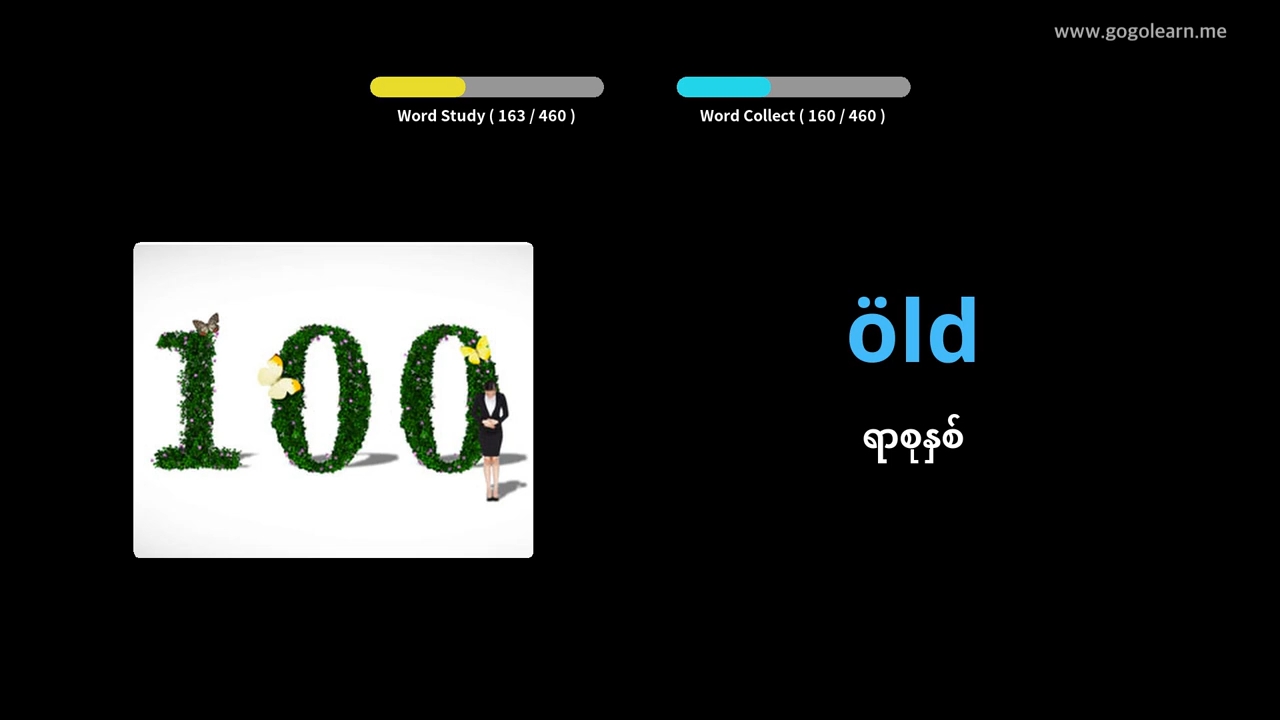 www.gogolearn.me
Word Study ( 163 / 460 )
Word Collect ( 160 / 460 )
100
öld
ရာစုနှစ်